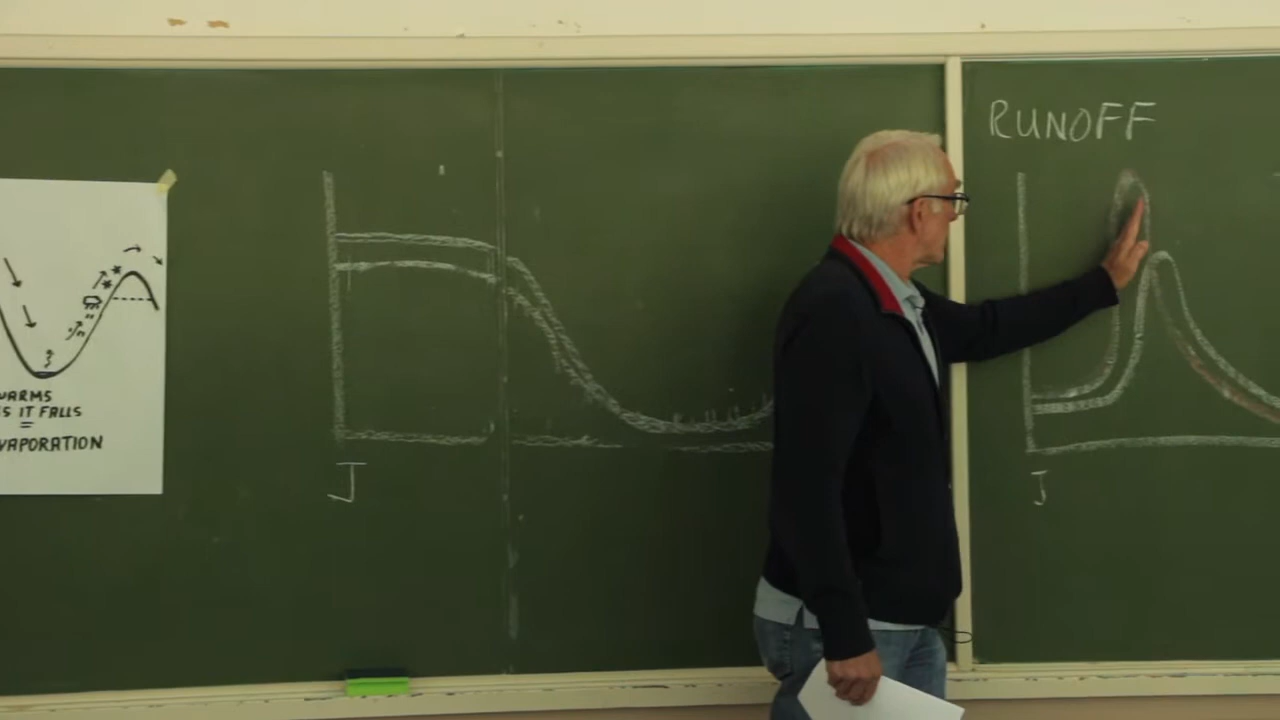 WARMS
S IT FALLS
=
VAPORATION
J
RUNOFF
J